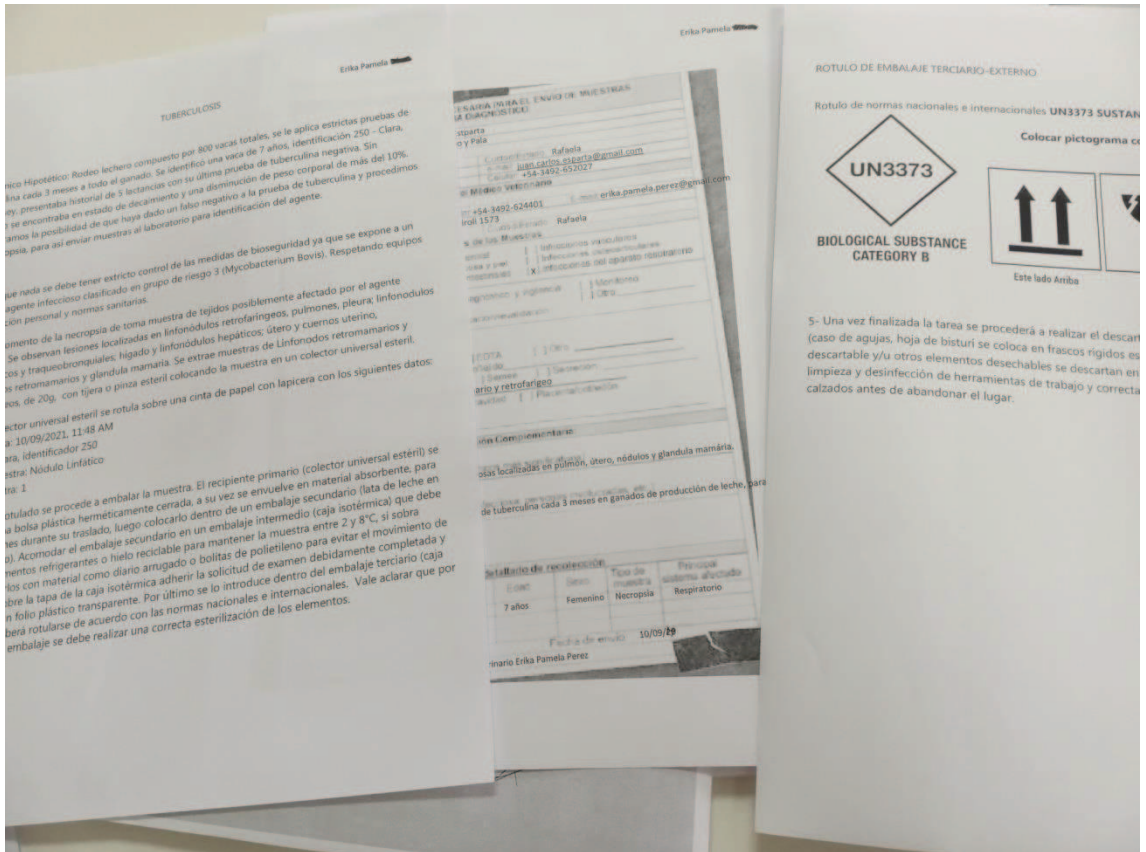 Erika Pamela
TUBERCULOSIS
nico Hipotético: Rodeo lechero compuesto por 800 vacas totales, se le aplica estrictas pruebas de
lina cada 3 meses a todo el ganado. Se identificó una vaca de 7 años, identificación 250 - Clara,
ey, presentaba historial de 5 lactancias con su última prueba de tuberculina negativa. Sin
r se encontraba en estado de decaimiento y una disminución de peso corporal de más del 10%,
ramos la posibilidad de que haya dado un falso negativo a la prueba de tuberculina y procedimos
opsia, para así enviar muestras al laboratorio para identificación del agente.
que nada se debe tener extricto control de las medidas de bioseguridad ya que se expone a un
agente infeccioso clasificado en grupo de riesgo 3 (Mycobacterium Bovis). Respetando equipos
ción personal y normas sanitarias.
omento de la necropsia de toma muestra de tejidos posiblemente afectado por el agente
. Se observan lesiones localizadas en linfonódulos retrofaríngeos, pulmones, pleura; linfonodulos
cos y traqueobronquiales; hígado y linfonódulos hepáticos; útero y cuernos uterino,
os retromamarios y glandula mamaria. Se extrae muestras de Linfonodos retromamarios y
eos, de 20g, con tijera o pinza esteril colocando la muestra en un colector universal esteril.
ector universal esteril se rotula sobre una cinta de papel con lapicera con los siguientes datos:
a: 10/09/2021, 11:48 AM
ara, identificador 250
estra: Nódulo Linfático
tra: 1
otulado se procede a embalar la muestra. El recipiente primario (colector universal estéril) se
a bolsa plástica herméticamente cerrada, a su vez se envuelve en material absorbente, para
nes durante su traslado, luego colocarlo dentro de un embalaje secundario (lata de leche en
o). Acomodar el embalaje secundario en un embalaje intermedio (caja isotérmica) que debe
mentos refrigerantes o hielo reciclable para mantener la muestra entre 2 y 8°C, si sobra
rlos con material como diario arrugado o bolitas de polietileno para evitar el movimiento de
obre la tapa de la caja isotérmica adherir la solicitud de examen debidamente completada y
n folio plástico transparente. Por último se lo introduce dentro del embalaje terciario (caja
berá rotularse de acuerdo con las normas nacionales e internacionales. Vale aclarar que por
embalaje se debe realizar una correcta esterilización de los elementos.
Erika Pamela
CESARIA PARA EL ENVIO DE MUESTRAS
RA DIAGNOSTICO
stparta
o y Pala
Rafaela
juan.carlos.esparta@gmail.com
+54-3492-652027
Medico Veterinario
+54-3492-624401 erika.pamela.perez@gmail.com
iroli 1573
Rafaela
s de las Muestras
x Infecciones del aparato respiratorio
] Monitoreo
] Otro
ario y retrofarigeo
ión Complementaria
osas localizadas en pulmón, útero, nódulos y glandula mamária.
de tuberculina cada 3 meses en ganados de producción de leche, para
Detallario de recolección
Edad Sexo Tipo de muestra Principal sistema afectado
7 años Femenino Necropsia Respiratorio
Fecha de envio 10/09/
rinario Erika Pamela Perez
ROTULO DE EMBALAJE TERCIARIO-EXTERNO
Rotulo de normas nacionales e internacionales UN3373 SUSTAN
Colocar pictograma co
UN3373
BIOLOGICAL SUBSTANCE
CATEGORY B
Este lado Arriba
5- Una vez finalizada la tarea se procederá a realizar el descart
(caso de agujas, hoja de bisturí se coloca en frascos rígidos es
descartable y/u otros elementos desechables se descartan en
limpieza y desinfección de herramientas de trabajo y correcta
calzados antes de abandonar el lugar.